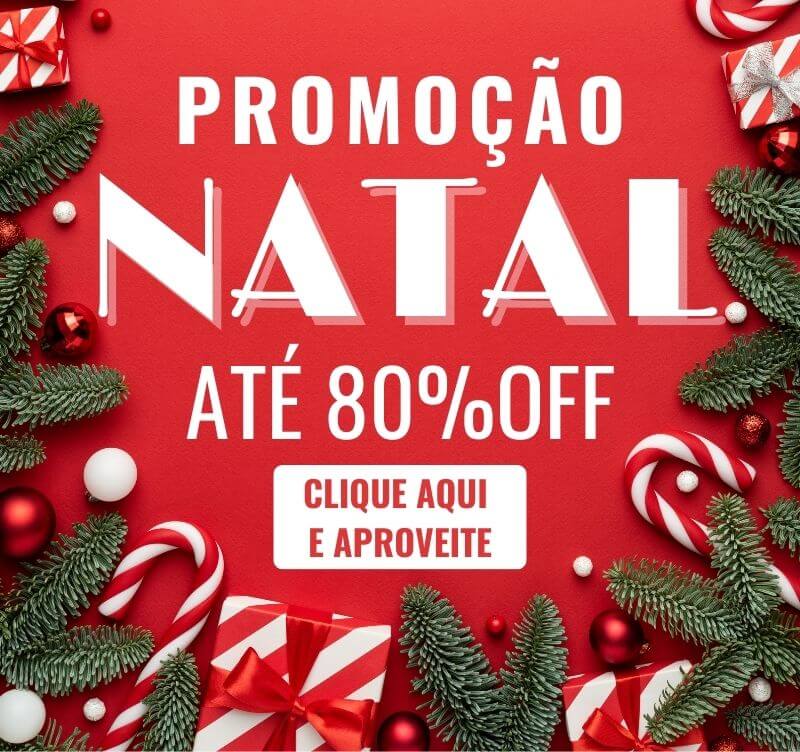 PROMOÇÃO
NATAL
ATÉ 80%OFF
CLIQUE AQUI
E APROVEITE